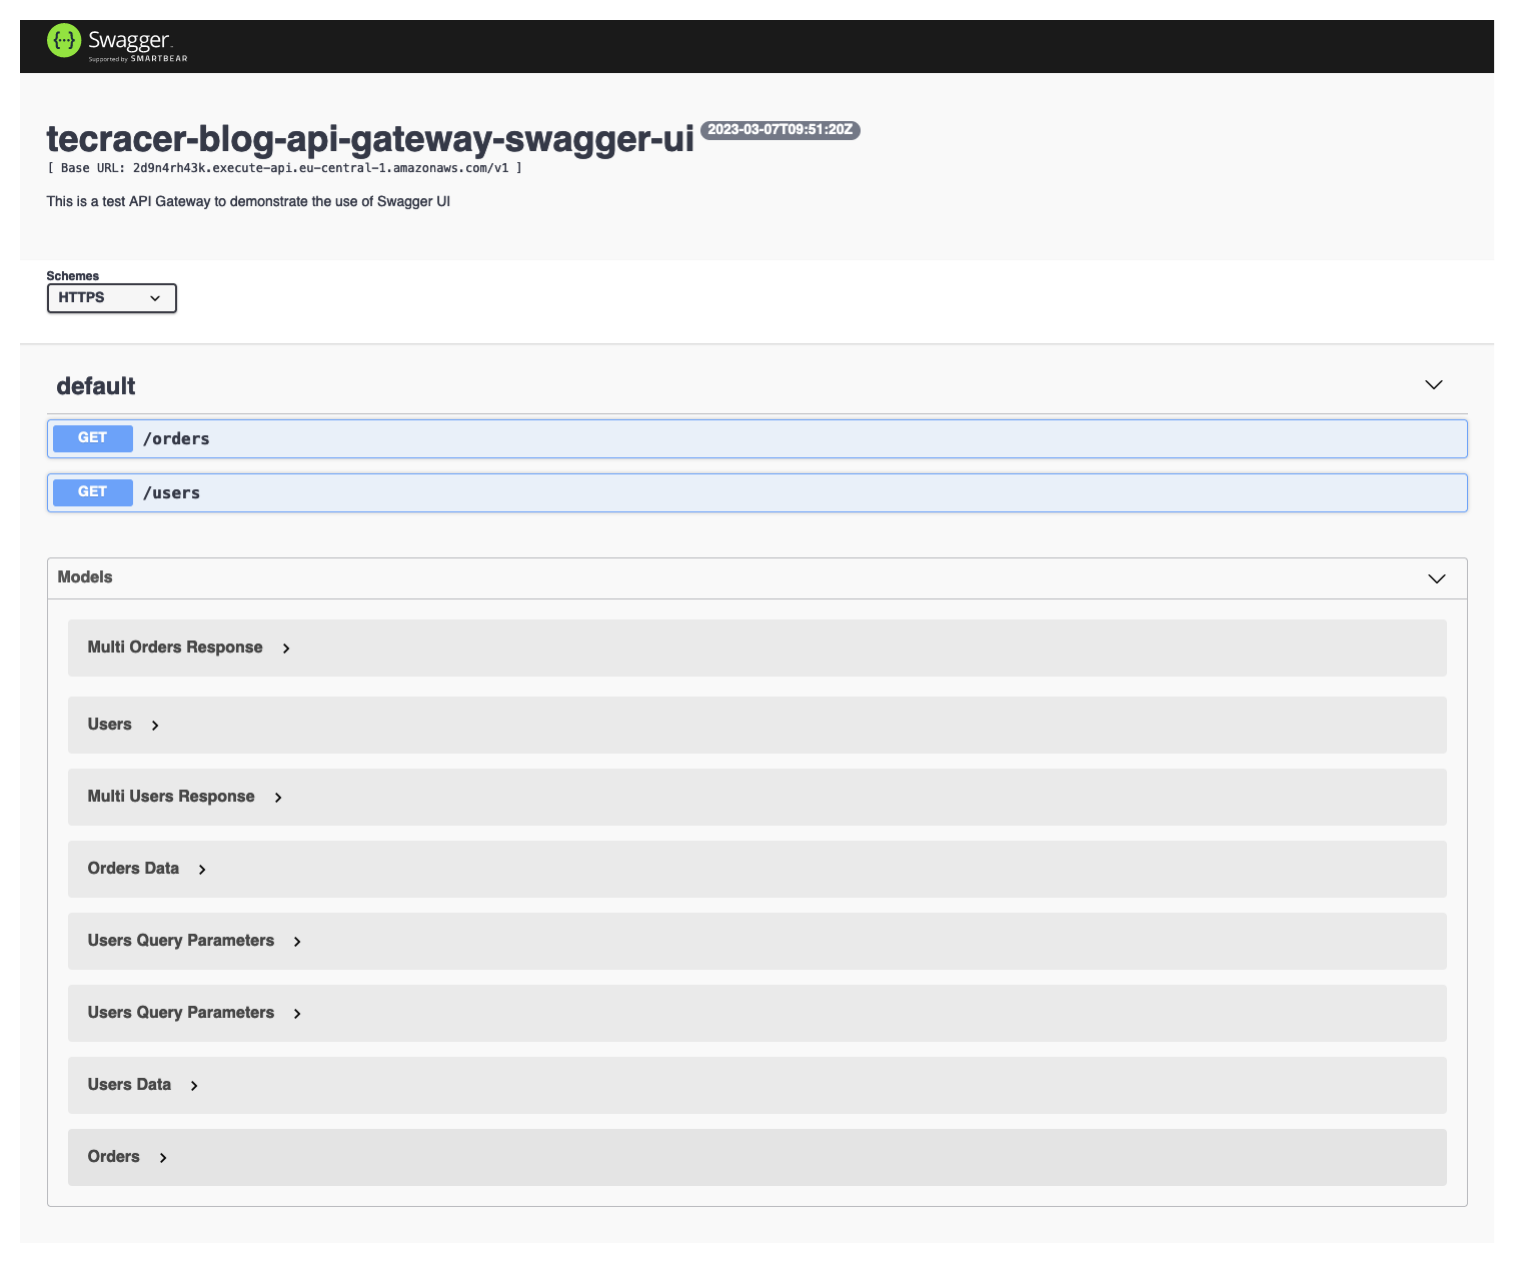 Swagger
Supported by SMARTBEAR
tecracer-blog-api-gateway-swagger-ui 2023-03-07T09:51:20Z
[ Base URL: 2d9n4rh43k.execute-api.eu-central-1.amazonaws.com/v1 ]
This is a test API Gateway to demonstrate the use of Swagger UI
Schemes
HTTPS
default
GET /orders
GET /users
Models
Multi Orders Response
Users
Multi Users Response
Orders Data
Users Query Parameters
Users Query Parameters
Users Data
Orders